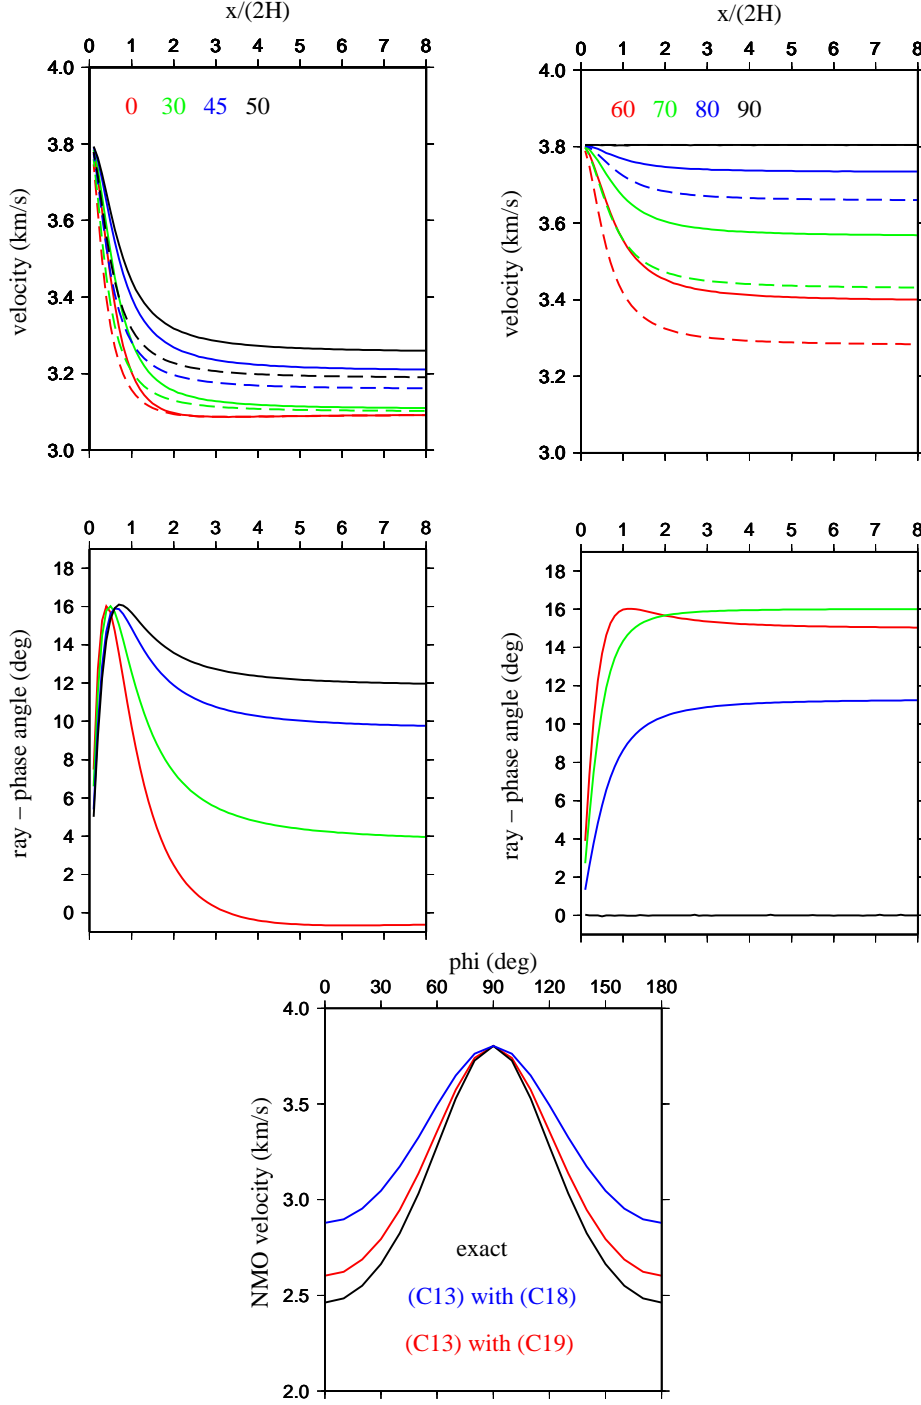 x/(2H)
0 1 2 3 4 5 6 7 8
4.0
3.8
3.6
3.4
3.2
3.0
velocity (km/s)
0 30 45 50
x/(2H)
0 1 2 3 4 5 6 7 8
4.0
3.8
3.6
3.4
3.2
3.0
velocity (km/s)
60 70 80 90
0 1 2 3 4 5 6 7 8
18
16
14
12
10
8
6
4
2
0
ray – phase angle (deg)
0 1 2 3 4 5 6 7 8
18
16
14
12
10
8
6
4
2
0
ray – phase angle (deg)
phi (deg)
0 30 60 90 120 150 180
4.0
3.5
3.0
2.5
2.0
NMO velocity (km/s)
exact
(C13) with (C18)
(C13) with (C19)